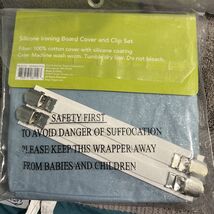 Silicone Ironing Board Cover and Clip Set
Fiber: 100% cotton cover with silicone coating
Care: Machine wash warm. Tumble dry low. Do not bleach.
SAFETY FIRST
TO AVOID DANGER OF SUFFOCATION
PLEASE KEEP THIS WRAPPER AWAY
FROM BABIES AND CHILDREN